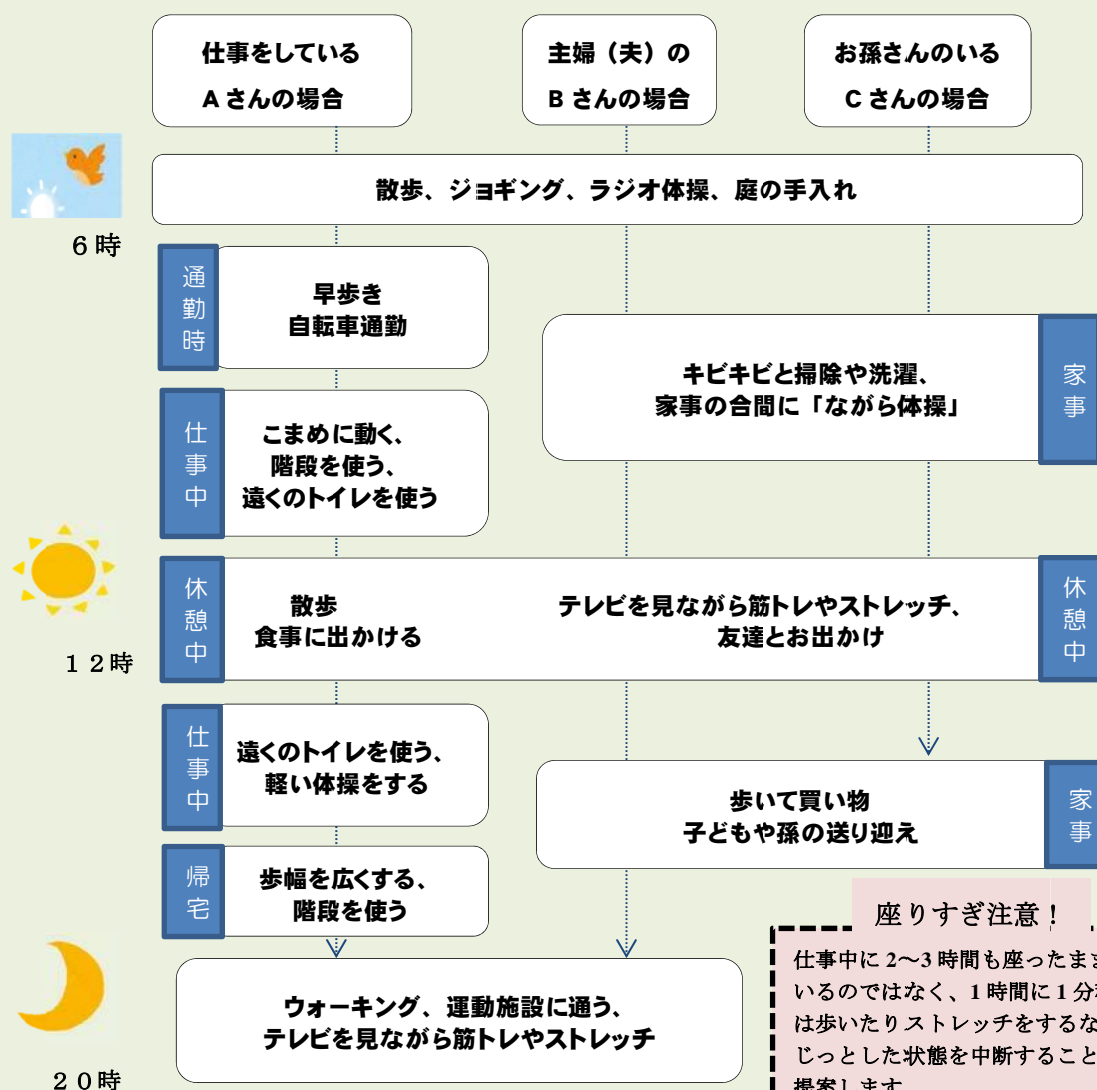 仕事をしている
Aさんの場合
主婦（夫）の
Bさんの場合
お孫さんのいる
Cさんの場合
散歩、ジョギング、ラジオ体操、庭の手入れ
６時
通勤時
早歩き
自転車通勤
キビキビと掃除や洗濯、
家事の合間に「ながら体操」
家事
仕事中
こまめに動く、
階段を使う、
遠くのトイレを使う
休憩中
散歩
食事に出かける
テレビを見ながら筋トレやストレッチ、
友達とお出かけ
休憩中
１２時
仕事中
遠くのトイレを使う、
軽い体操をする
歩いて買い物
子どもや孫の送り迎え
家事
帰宅
歩幅を広くする、
階段を使う
座りすぎ注意！
仕事中に2〜3時間も座ったまま
いるのではなく、1時間に1分程
は歩いたりストレッチをするな
じっとした状態を中断すること
提案します
ウォーキング、運動施設に通う、
テレビを見ながら筋トレやストレッチ
２０時